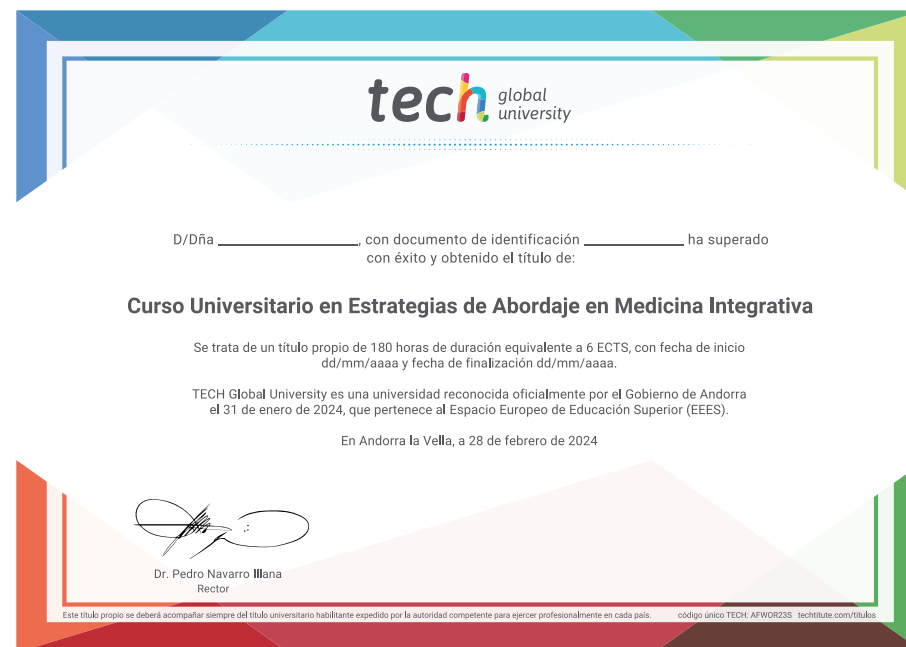 tech global university
D/Dña ____________________, con documento de identificación ______________ ha superado
con éxito y obtenido el título de:
Curso Universitario en Estrategias de Abordaje en Medicina Integrativa
Se trata de un título propio de 180 horas de duración equivalente a 6 ECTS, con fecha de inicio
dd/mm/aaaa y fecha de finalización dd/mm/aaaa.
TECH Global University es una universidad reconocida oficialmente por el Gobierno de Andorra
el 31 de enero de 2024, que pertenece al Espacio Europeo de Educación Superior (EEES).
En Andorra la Vella, a 28 de febrero de 2024
Dr. Pedro Navarro Illana
Rector
Este título propio se deberá acompañar siempre del título universitario habilitante expedido por la autoridad competente para ejercer profesionalmente en cada país. código único TECH: AFWOR23S techtitute.com/titulos